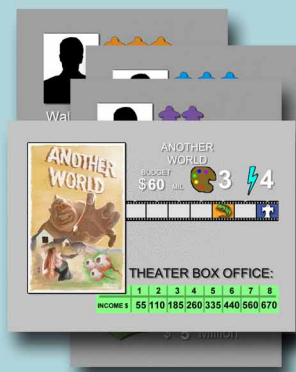 Wal
ANOTHER
WORLD
BUDGET
$60 MIL
3
4
ANOTHER
WORLD
THEATER BOX OFFICE:
1 2 3 4 5 6 7 8
INCOME $ 55 110 185 260 335 440 560 670
$ 5 Million